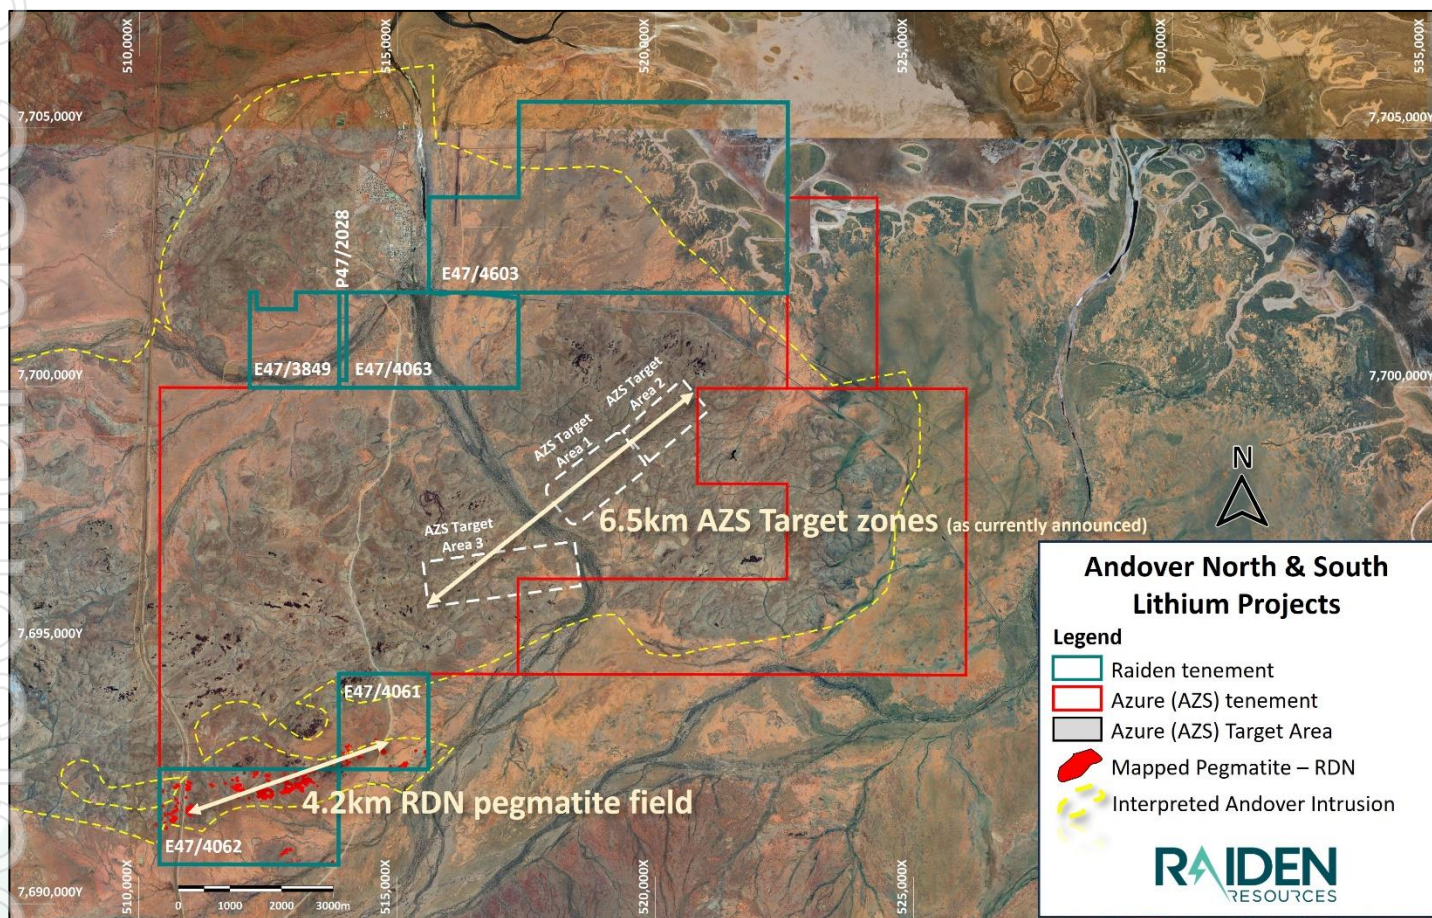 510,000X
515,000X
520,000X
525,000X
530,000X
535,000X
7,705,000Y
7,705,000Y
P47/2028
E47/4603
E47/3849
E47/4063
7,700,000Y
7,700,000Y
AZS Target
Area 2
AZS Target
Area 1
AZS Target
Area 3
6.5km AZS Target zones (as currently announced)
N
7,695,000Y
E47/4061
4.2km RDN pegmatite field
E47/4062
7,690,000Y
510,000X
515,000X
520,000X
525,000X
0 1000 2000 3000m
Andover North & South
Lithium Projects
Legend
Raiden tenement
Azure (AZS) tenement
Azure (AZS) Target Area
Mapped Pegmatite – RDN
Interpreted Andover Intrusion
RAIDEN
RESOURCES